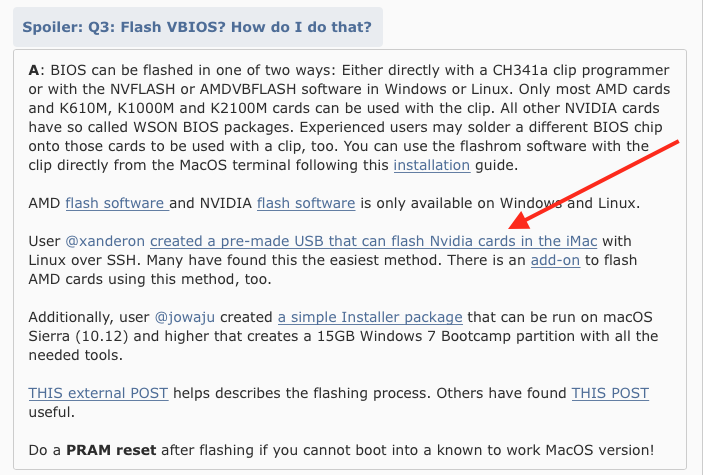 Spoiler: Q3: Flash VBIOS? How do I do that?
A: BIOS can be flashed in one of two ways: Either directly with a CH341a clip programmer
or with the NVFLASH or AMDVBFLASH software in Windows or Linux. Only most AMD cards
and K610M, K1000M and K2100M cards can be used with the clip. All other NVIDIA cards
have so called WSON BIOS packages. Experienced users may solder a different BIOS chip
onto those cards to be used with a clip, too. You can use the flashrom software with the
clip directly from the MacOS terminal following this installation guide.
AMD flash software and NVIDIA flash software is only available on Windows and Linux.
User @xanderon created a pre-made USB that can flash Nvidia cards in the iMac with
Linux over SSH. Many have found this the easiest method. There is an add-on to flash
AMD cards using this method, too.
Additionally, user @jowaju created a simple Installer package that can be run on macOS
Sierra (10.12) and higher that creates a 15GB Windows 7 Bootcamp partition with all the
needed tools.
THIS external POST helps describes the flashing process. Others have found THIS POST
useful.
Do a PRAM reset after flashing if you cannot boot into a known to work MacOS version!